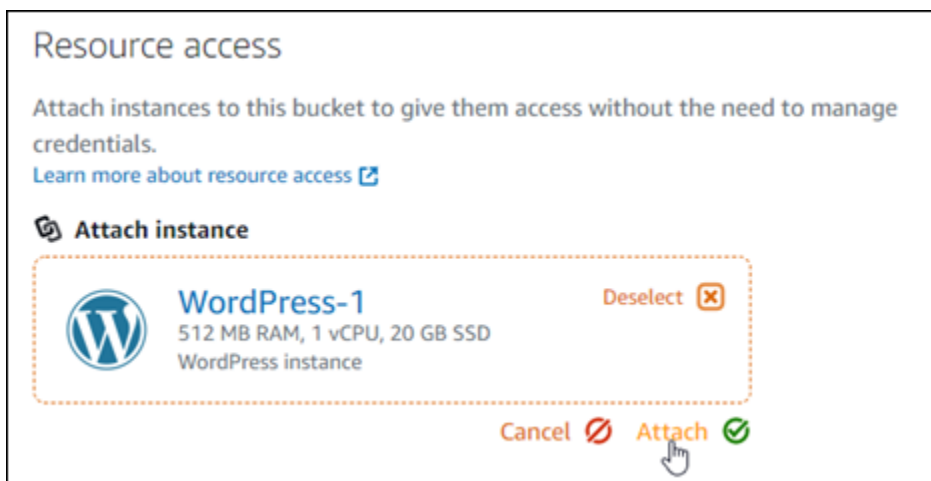 Resource access
Attach instances to this bucket to give them access without the need to manage
credentials.
Learn more about resource access
Attach instance
WordPress-1
Deselect
512 MB RAM, 1 vCPU, 20 GB SSD
WordPress instance
Cancel
Attach